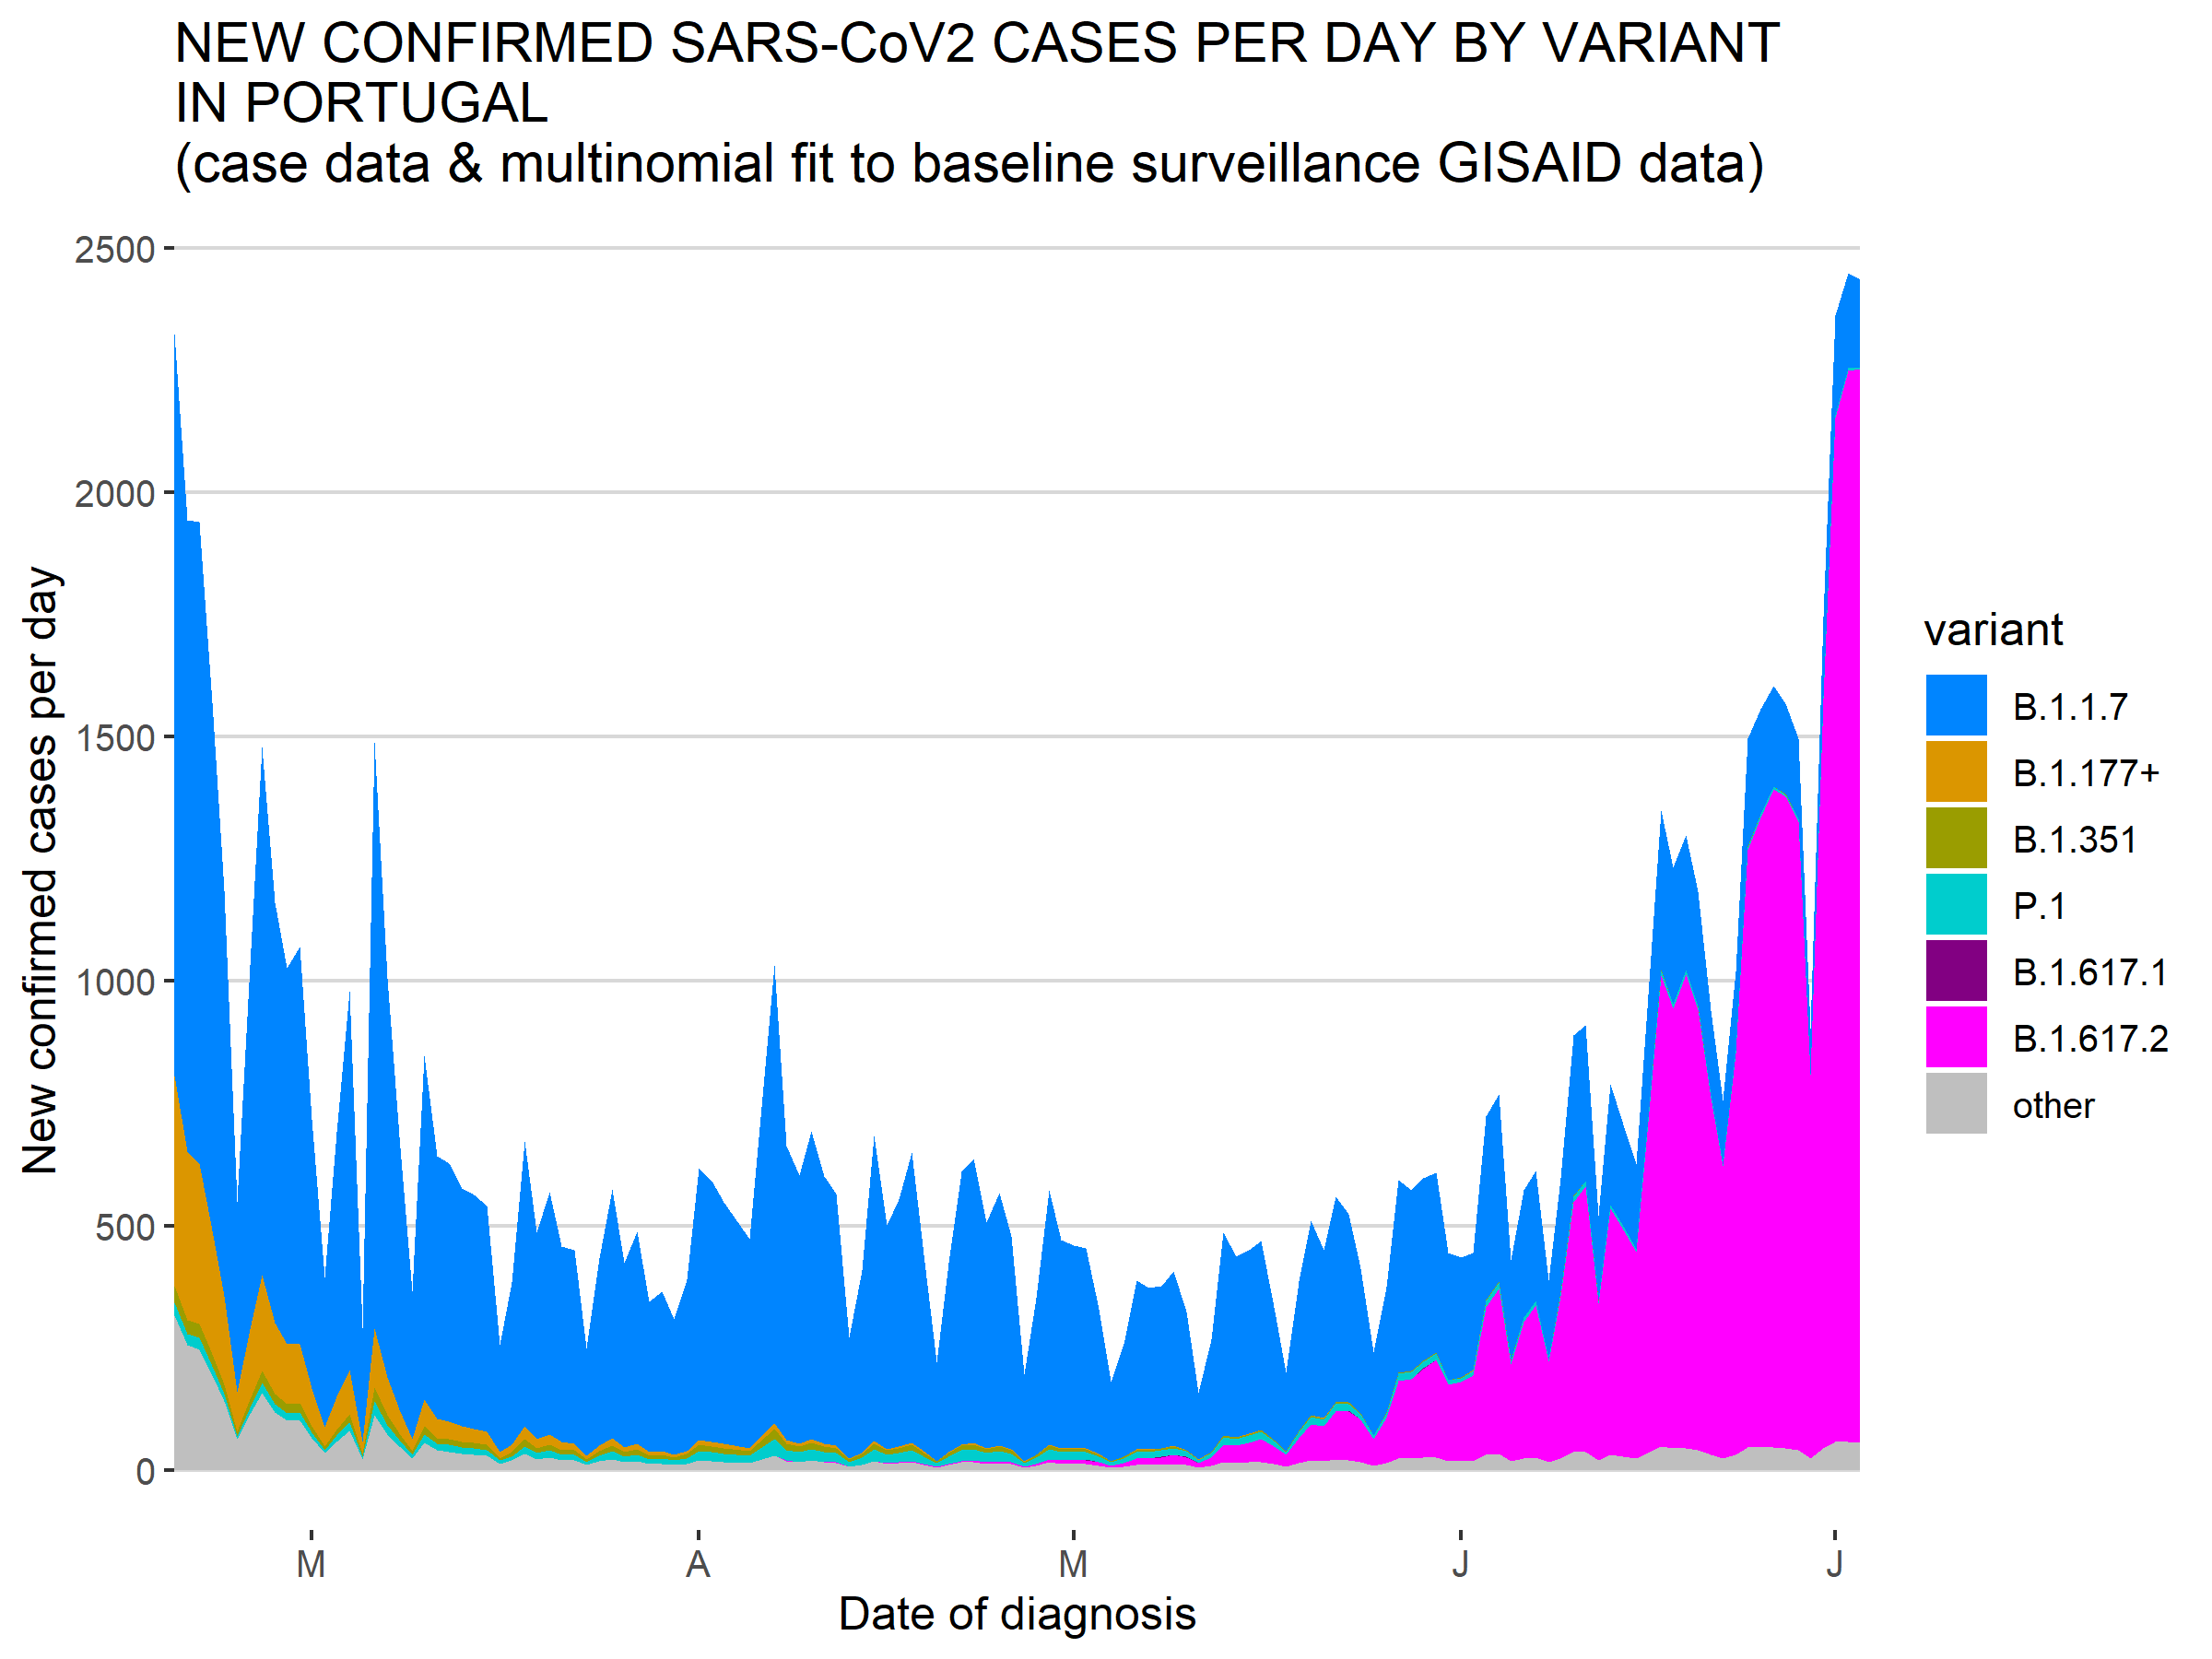 NEW CONFIRMED SARS-CoV2 CASES PER DAY BY VARIANT
IN PORTUGAL
(case data & multinomial fit to baseline surveillance GISAID data)
New confirmed cases per day
2500
2000
1500
1000
500
0
M
A
M
J
J
Date of diagnosis
variant
B.1.1.7
B.1.177+
B.1.351
P.1
B.1.617.1
B.1.617.2
other